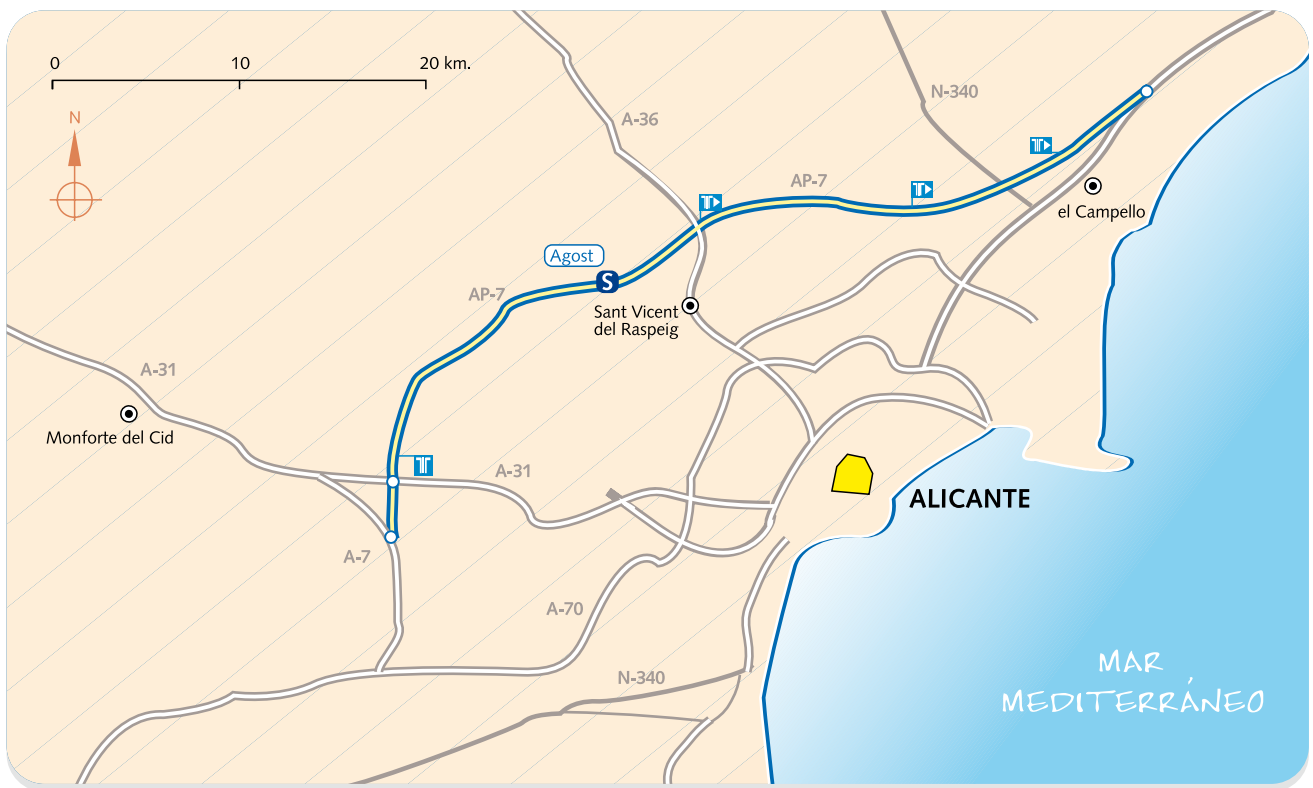 0 10 20 km.
N
A-36
N-340
AP-7
el Campello
Agost
S
AP-7
Sant Vicent
del Raspeig
A-31
Monforte del Cid
A-31
ALICANTE
A-7
A-70
N-340
MAR
MEDITERRÁNEO